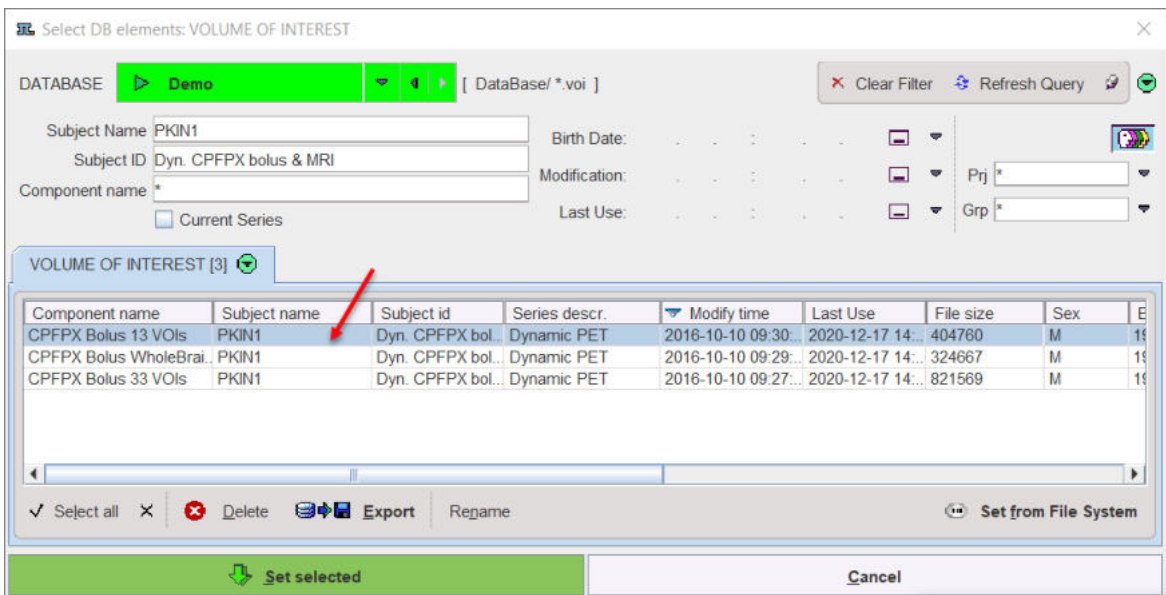 Select DB elements: VOLUME OF INTEREST
DATABASE Demo [ DataBase/ *.voi ] Clear Filter Refresh Query
Subject Name PKIN1
Subject ID Dyn. CPFPX bolus & MRI
Component name *
Current Series
Birth Date: . . : . .
Modification: . . : . .
Last Use: . . : . .
Prj *
Grp *
VOLUME OF INTEREST [3]
Component name Subject name Subject id Series descr. Modify time Last Use File size Sex
CPFPX Bolus 13 VOIs PKIN1 Dyn. CPFPX bol... Dynamic PET 2016-10-10 09:30:... 2020-12-17 14:... 404760 M
CPFPX Bolus WholeBrai.. PKIN1 Dyn. CPFPX bol... Dynamic PET 2016-10-10 09:29:... 2020-12-17 14:... 324667 M
CPFPX Bolus 33 VOIs PKIN1 Dyn. CPFPX bol... Dynamic PET 2016-10-10 09:27:... 2020-12-17 14:... 821569 M
Select all Delete Export Rename Set from File System
Set selected Cancel